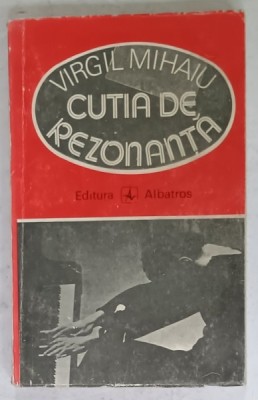 VIRGIL MIHAIU
CUTIA DE
REZONANȚĂ
Editura Albatros